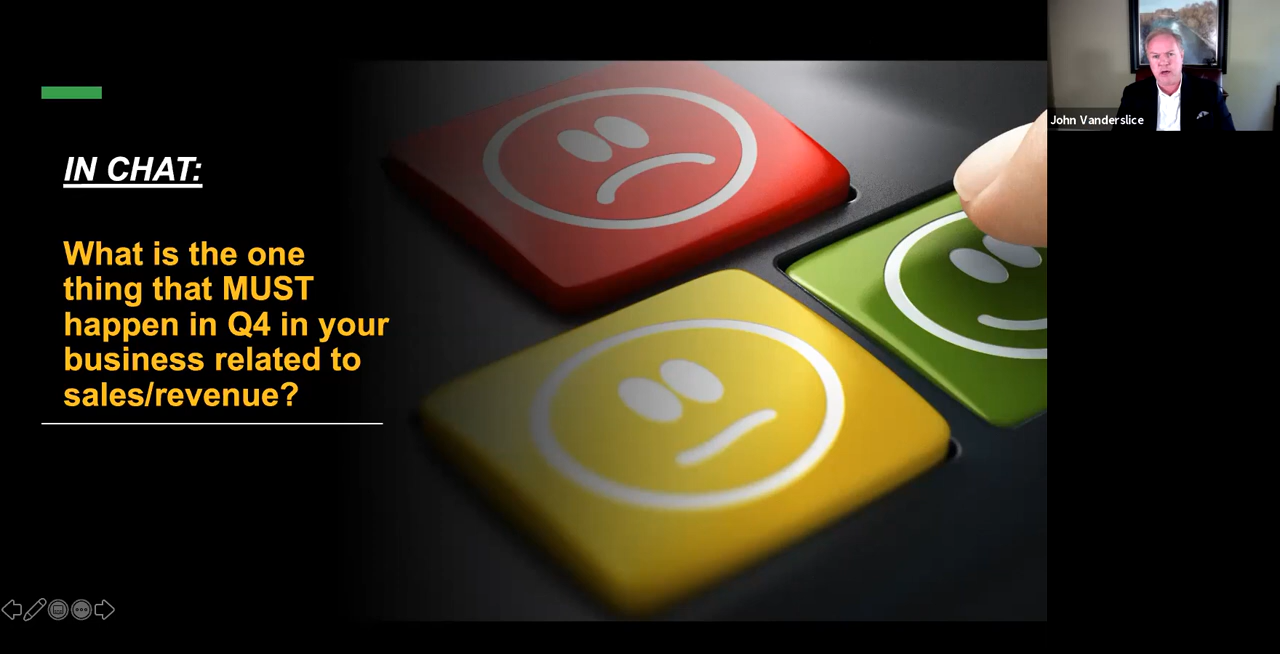 IN CHAT:
What is the one
thing that MUST
happen in Q4 in your
business related to
sales/revenue?
John Vanderslice